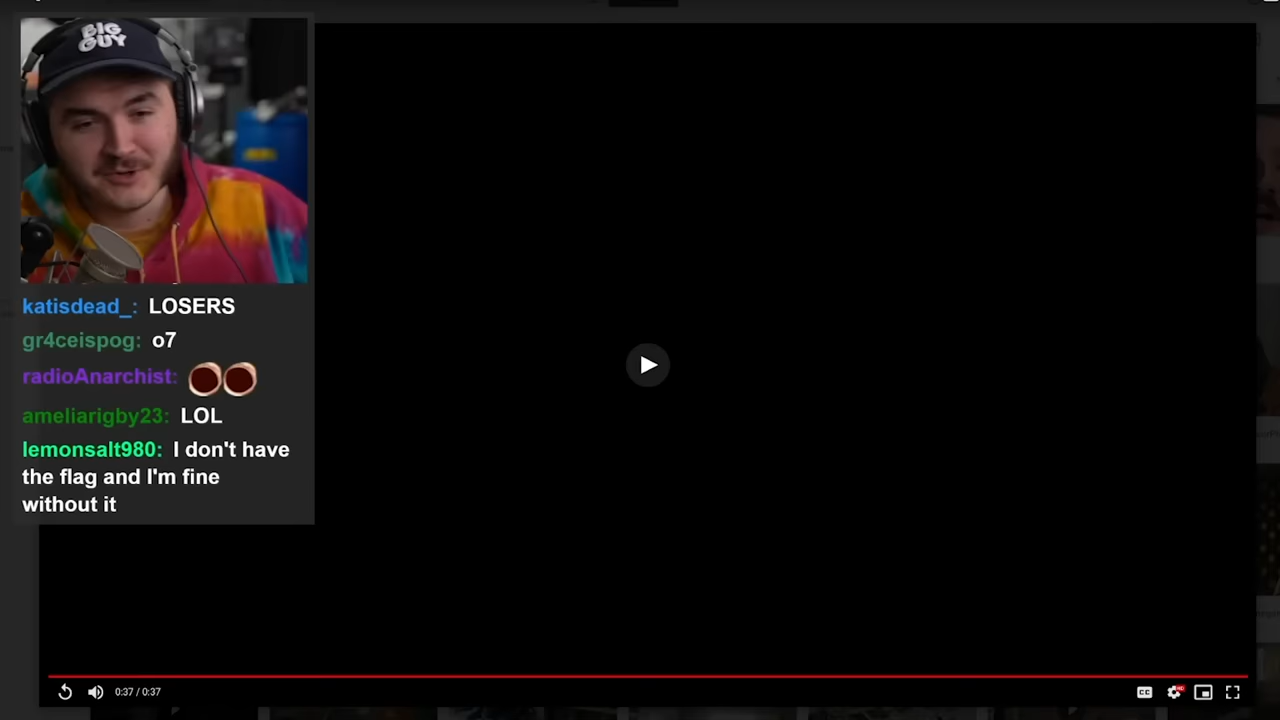 BIG
GUY
katisdead_: LOSERS
gr4ceispog: o7
radioAnarchist:
ameliarigby23: LOL
lemonsalt980: I don't have
the flag and I'm fine
without it
0:37 / 0:37
CC
HD